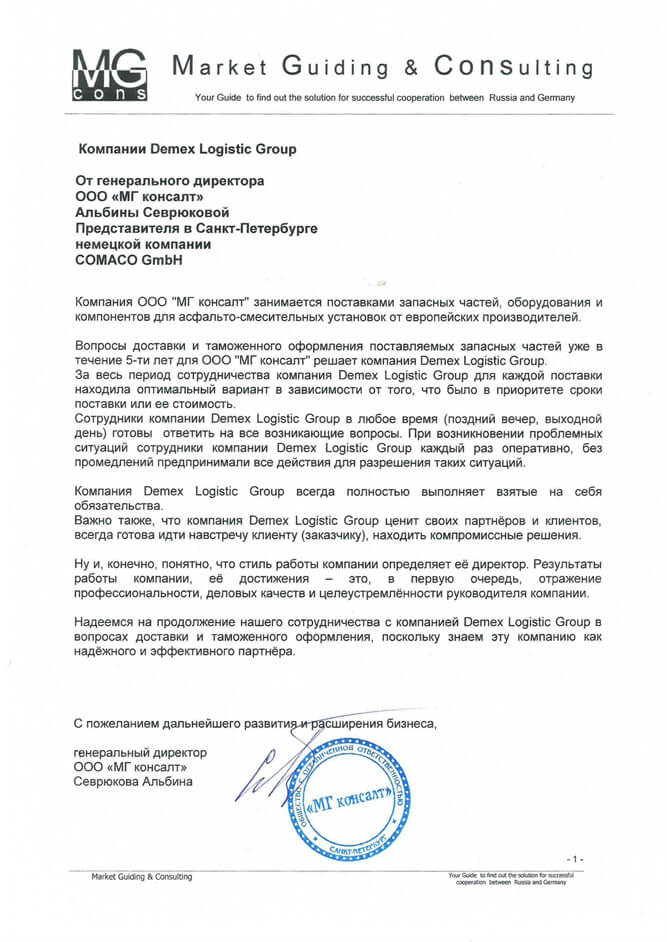 MG
cons
Market Guiding & Consulting
Your Guide to find out the solution for successful cooperation between Russia and Germany
Компании Demex Logistic Group
От генерального директора
ООО «МГ консалт»
Альбины Севрюковой
Представителя в Санкт-Петербурге
немецкой компании
COMACO GmbH
Компания ООО "МГ консалт" занимается поставками запасных частей, оборудования и
компонентов для асфальто-смесительных установок от европейских производителей.
Вопросы доставки и таможенного оформления поставляемых запасных частей уже в
течение 5-ти лет для ООО "МГ консалт" решает компания Demex Logistic Group.
За весь период сотрудничества компания Demex Logistic Group для каждой поставки
находила оптимальный вариант в зависимости от того, что было в приоритете сроки
поставки или ее стоимость.
Сотрудники компании Demex Logistic Group в любое время (поздний вечер, выходной
день) готовы ответить на все возникающие вопросы. При возникновении проблемных
ситуаций сотрудники компании Demex Logistic Group каждый раз оперативно, без
промедлений предпринимали все действия для разрешения таких ситуаций.
Компания Demex Logistic Group всегда полностью выполняет взятые на себя
обязательства.
Важно также, что компания Demex Logistic Group ценит своих партнёров и клиентов,
всегда готова идти навстречу клиенту (заказчику), находить компромиссные решения.
Ну и, конечно, понятно, что стиль работы компании определяет её директор. Результаты
работы компании, её достижения – это, в первую очередь, отражение
профессиональности, деловых качеств и целеустремлённости руководителя компании.
Надеемся на продолжение нашего сотрудничества с компанией Demex Logistic Group в
вопросах доставки и таможенного оформления, поскольку знаем эту компанию как
надёжного и эффективного партнёра.
С пожеланием дальнейшего развития и расширения бизнеса,
генеральный директор
ООО «МГ консалт»
Севрюкова Альбина
ОБЩЕСТВО С ОГРАНИЧЕННОЙ ОТВЕТСТВЕННОСТЬЮ
«МГ консалт»
САНКТ-ПЕТЕРБУРГ
- 1 -
Market Guiding & Consulting
Your Guide to find out the solution for successful
cooperation between Russia and Germany